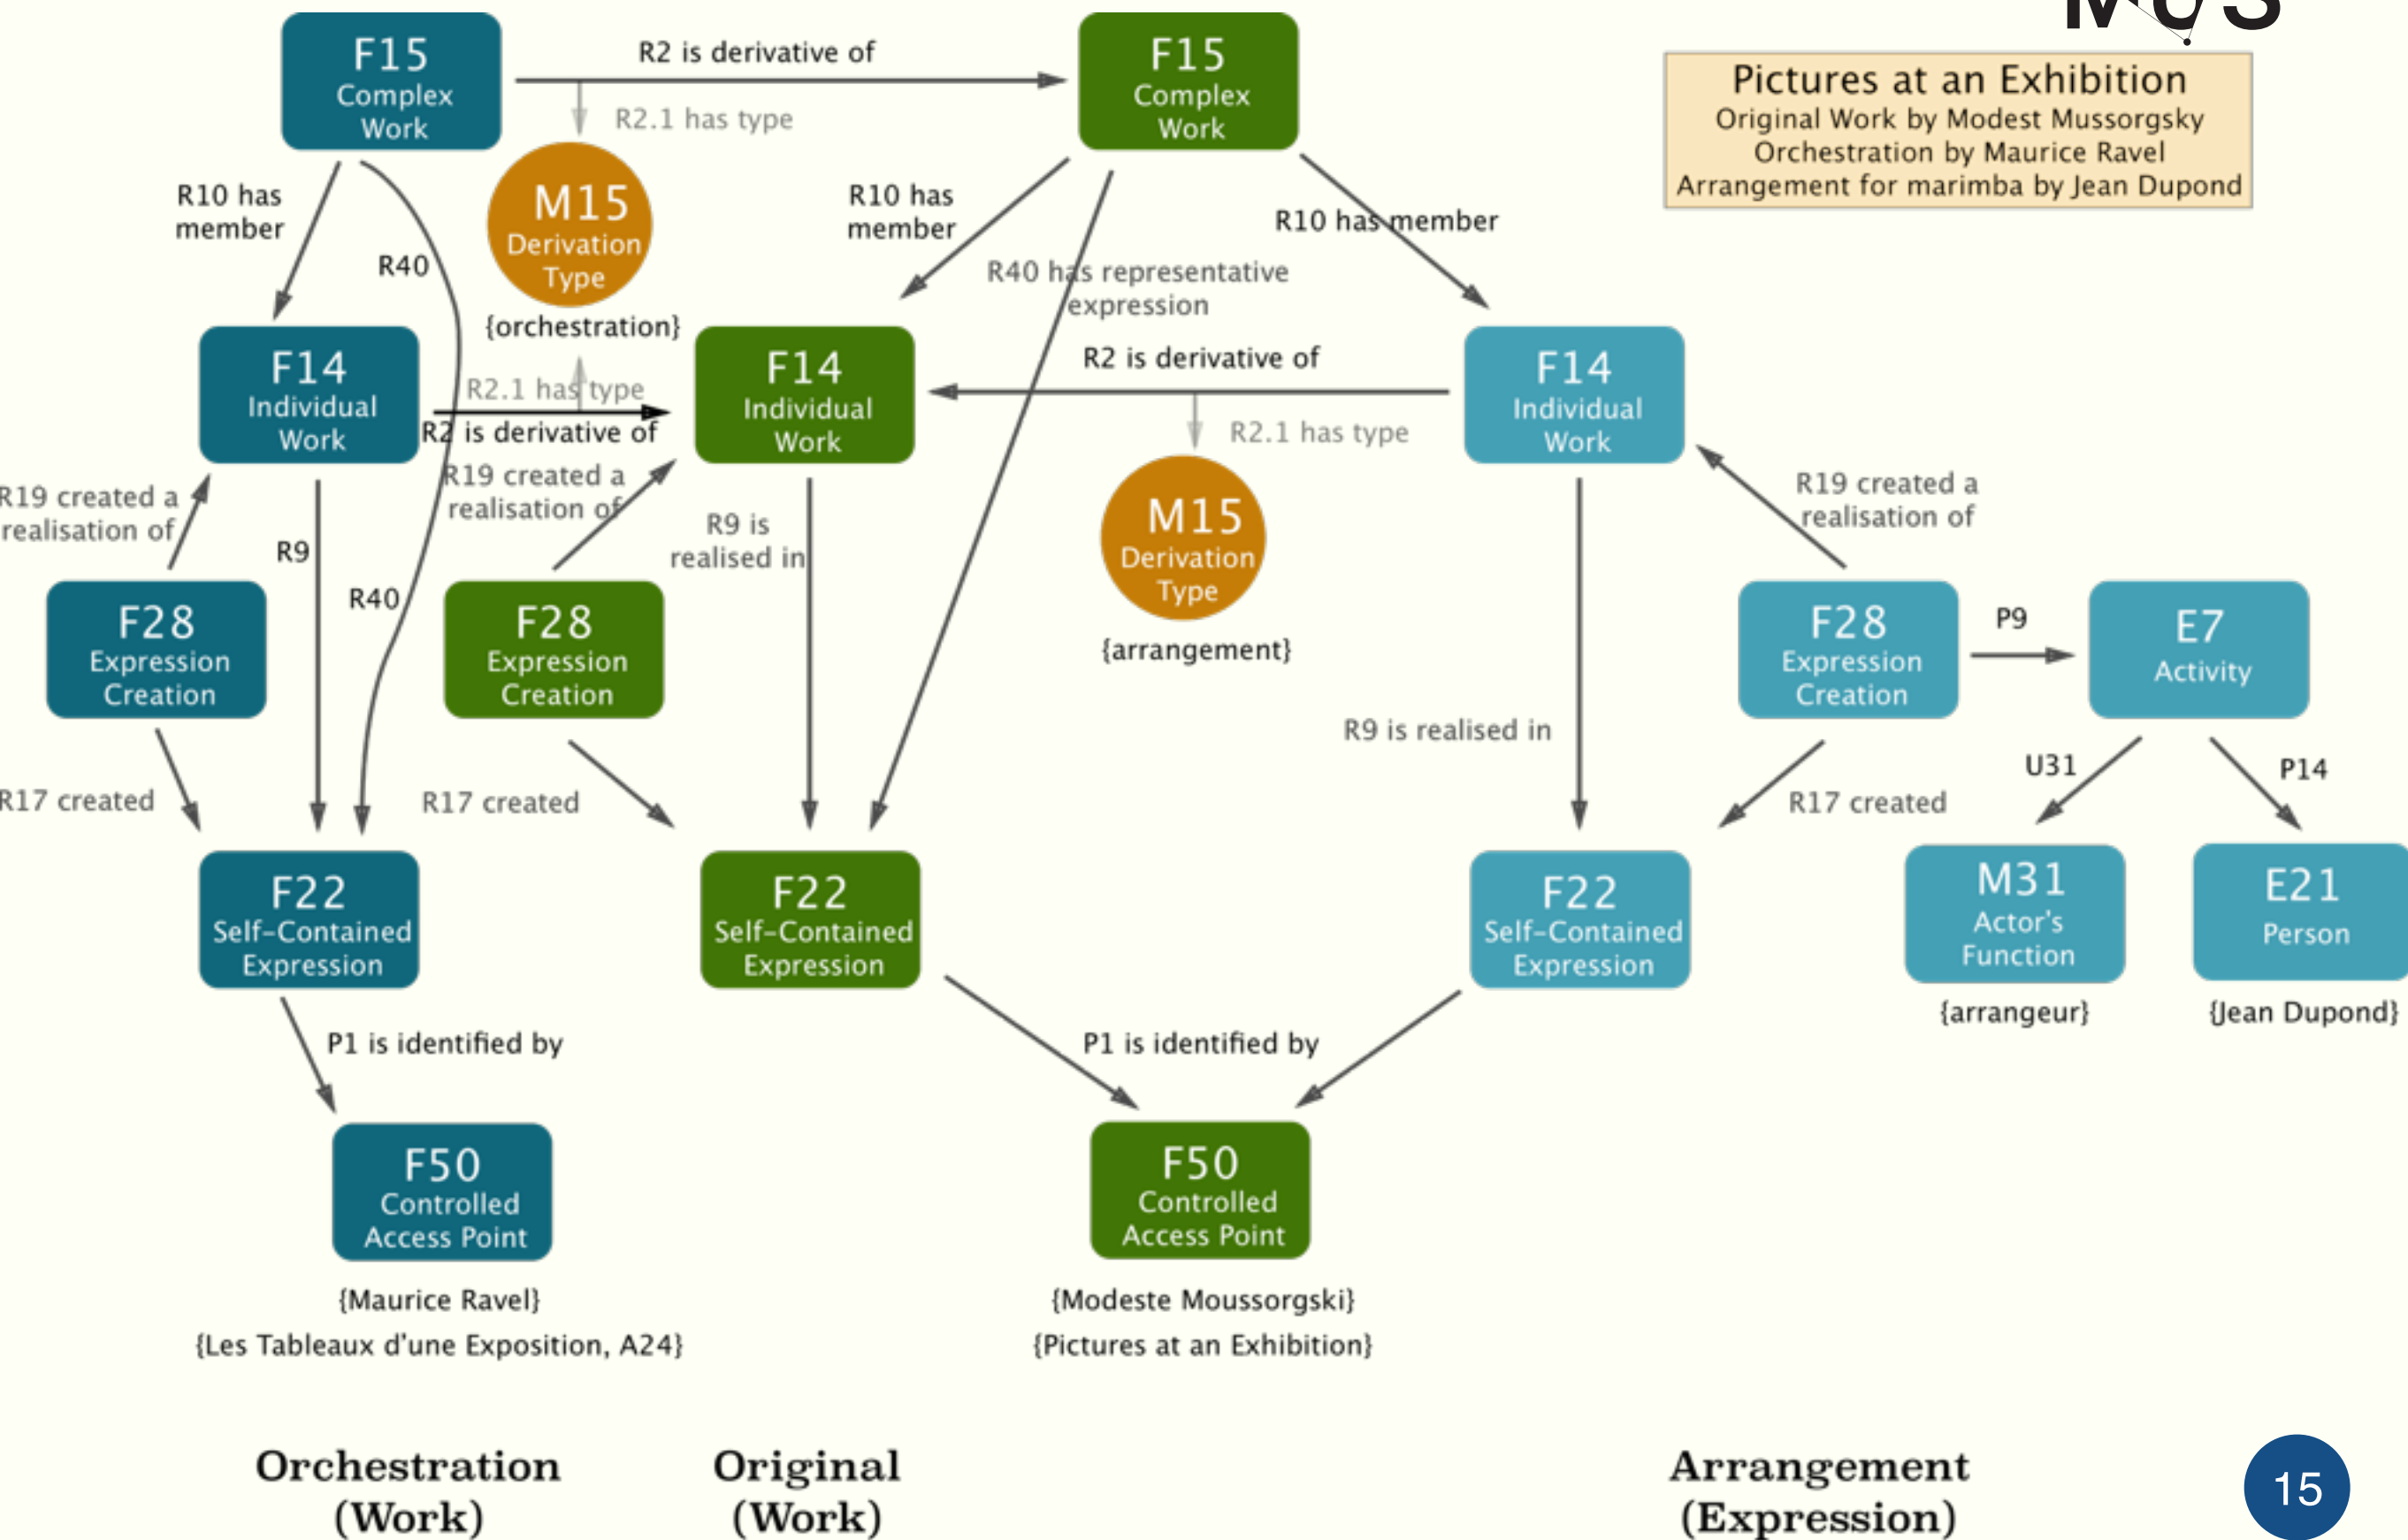 MUS
F15
Complex
Work
R2 is derivative of
R2.1 has type
F15
Complex
Work
Pictures at an Exhibition
Original Work by Modest Mussorgsky
Orchestration by Maurice Ravel
Arrangement for marimba by Jean Dupond
R10 has
member
R40
M15
Derivation
Type
{orchestration}
R10 has
member
R10 has member
R40 has representative
expression
F14
Individual
Work
R2.1 has type
R2 is derivative of
F14
Individual
Work
R2 is derivative of
R2.1 has type
F14
Individual
Work
R19 created a
realisation of
R9
R40
R19 created a
realisation of
R9 is
realised in
M15
Derivation
Type
{arrangement}
R19 created a
realisation of
F28
Expression
Creation
F28
Expression
Creation
F28
Expression
Creation
P9
E7
Activity
R9 is realised in
R17 created
R17 created
R17 created
U31
P14
F22
Self-Contained
Expression
F22
Self-Contained
Expression
F22
Self-Contained
Expression
M31
Actor's
Function
{arrangeur}
E21
Person
{Jean Dupond}
P1 is identified by
P1 is identified by
F50
Controlled
Access Point
{Maurice Ravel}
{Les Tableaux d'une Exposition, A24}
F50
Controlled
Access Point
{Modeste Moussorgski}
{Pictures at an Exhibition}
Orchestration
(Work)
Original
(Work)
Arrangement
(Expression)
15